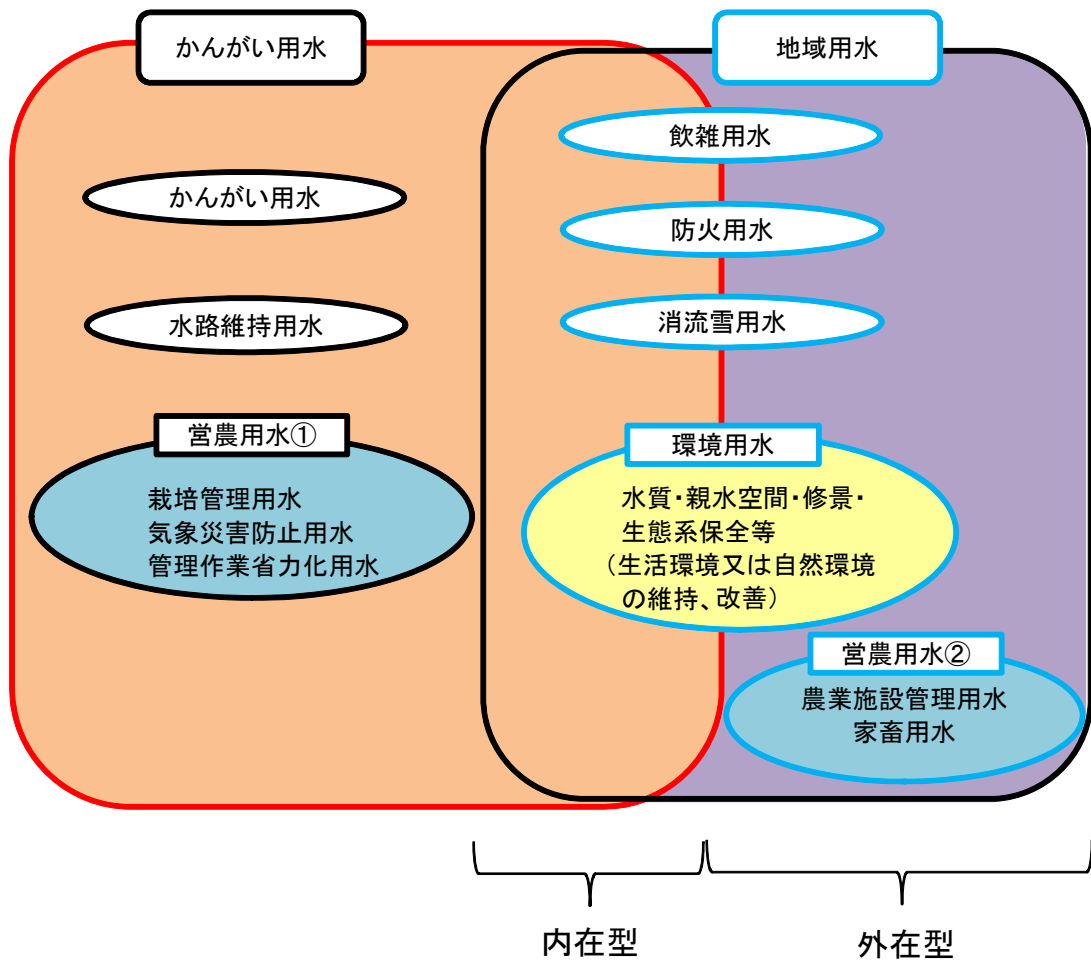 かんがい用水
地域用水
飲雑用水
かんがい用水
防火用水
水路維持用水
消流雪用水
営農用水①
栽培管理用水
気象災害防止用水
管理作業省力化用水
環境用水
水質・親水空間・修景・
生態系保全等
（生活環境又は自然環境
の維持、改善）
営農用水②
農業施設管理用水
家畜用水
内在型
外在型